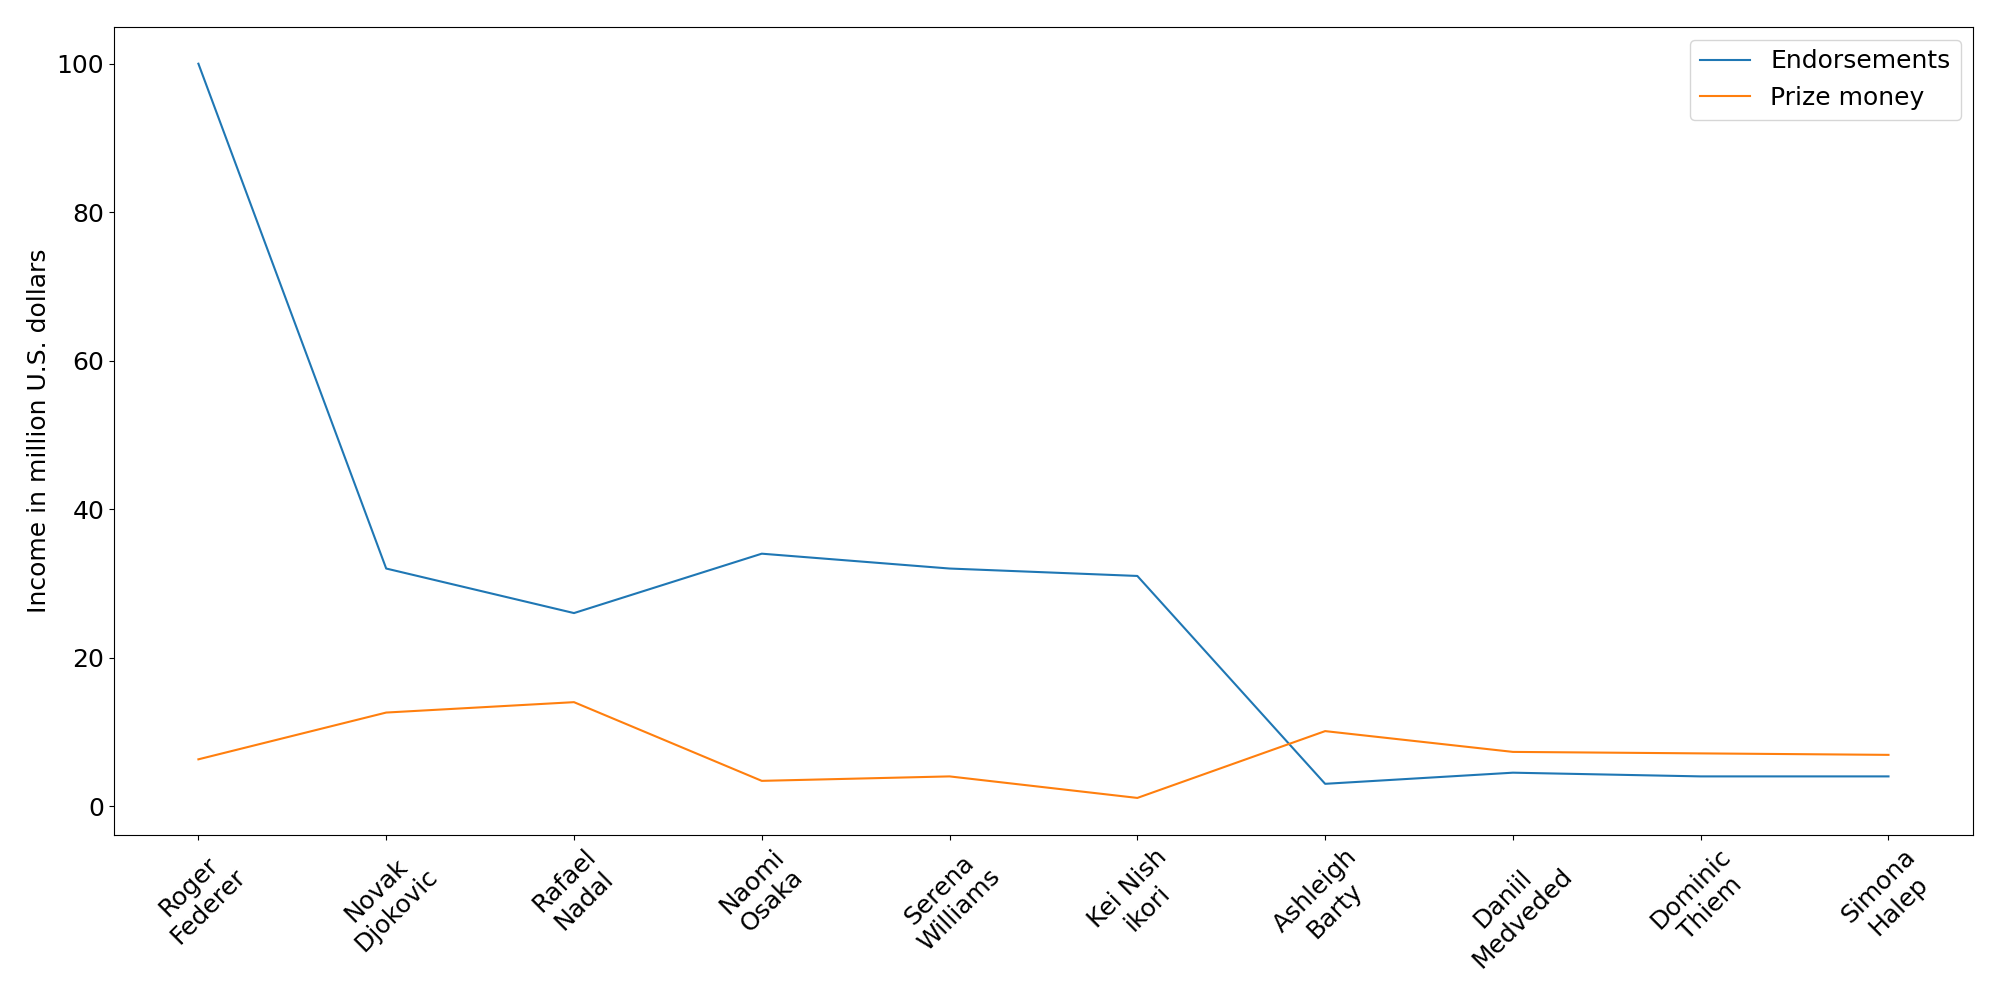 Endorsements
Prize money
Income in million U.S. dollars
100
80
60
40
20
0
Roger
Federer
Novak
Djokovic
Rafael
Nadal
Naomi
Osaka
Serena
Williams
Kei Nish
ikori
Ashleigh
Barty
Daniil
Medveded
Dominic
Thiem
Simona
Halep